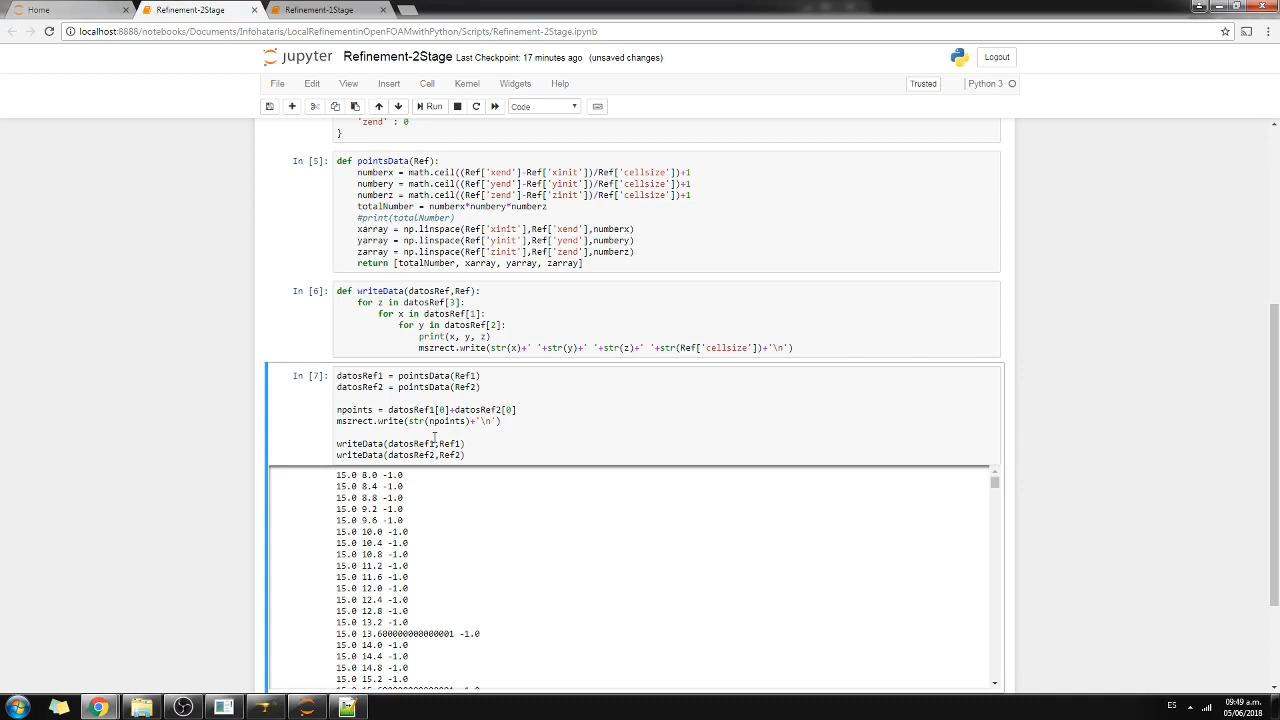 Home
Refinement-2Stage
Refinement-1Stage
localhost:8888/notebooks/Documents/Infohataris/LocalRefinementinOpenFOAMwithPython/Scripts/Refinement-2Stage.ipynb
jupyter Refinement-2Stage Last Checkpoint: 17 minutes ago (unsaved changes) Logout
File Edit View Insert Cell Kernel Widgets Help Trusted Python 3
Run Code
'zend' : 0
}
In [5]: def pointsData(Ref):
numberx = math.ceil((Ref['xend']-Ref['xinit'])/Ref['cellsize'])+1
numbery = math.ceil((Ref['yend']-Ref['yinit'])/Ref['cellsize'])+1
numberz = math.ceil((Ref['zend']-Ref['zinit'])/Ref['cellsize'])+1
totalNumber = numberx*numbery*numberz
#print(totalNumber)
xarray = np.linspace(Ref['xinit'],Ref['xend'],numberx)
yarray = np.linspace(Ref['yinit'],Ref['yend'],numbery)
zarray = np.linspace(Ref['zinit'],Ref['zend'],numberz)
return [totalNumber, xarray, yarray, zarray]
In [6]: def writeData(datosRef,Ref):
for z in datosRef[3]:
for x in datosRef[1]:
for y in datosRef[2]:
print(x, y, z)
mszrect.write(str(x)+' '+str(y)+' '+str(z)+' '+str(Ref['cellsize'])+'\n')
In [7]: datosRef1 = pointsData(Ref1)
datosRef2 = pointsData(Ref2)
npoints = datosRef1[0]+datosRef2[0]
mszrect.write(str(npoints)+'\n')
writeData(datosRef1,Ref1)
writeData(datosRef2,Ref2)
15.0 8.0 -1.0
15.0 8.4 -1.0
15.0 8.8 -1.0
15.0 9.2 -1.0
15.0 9.6 -1.0
15.0 10.0 -1.0
15.0 10.4 -1.0
15.0 10.8 -1.0
15.0 11.2 -1.0
15.0 11.6 -1.0
15.0 12.0 -1.0
15.0 12.4 -1.0
15.0 12.8 -1.0
15.0 13.2 -1.0
15.0 13.600000000000001 -1.0
15.0 14.0 -1.0
15.0 14.4 -1.0
15.0 14.8 -1.0
15.0 15.2 -1.0
ES
09:49 a.m.
05/06/2018